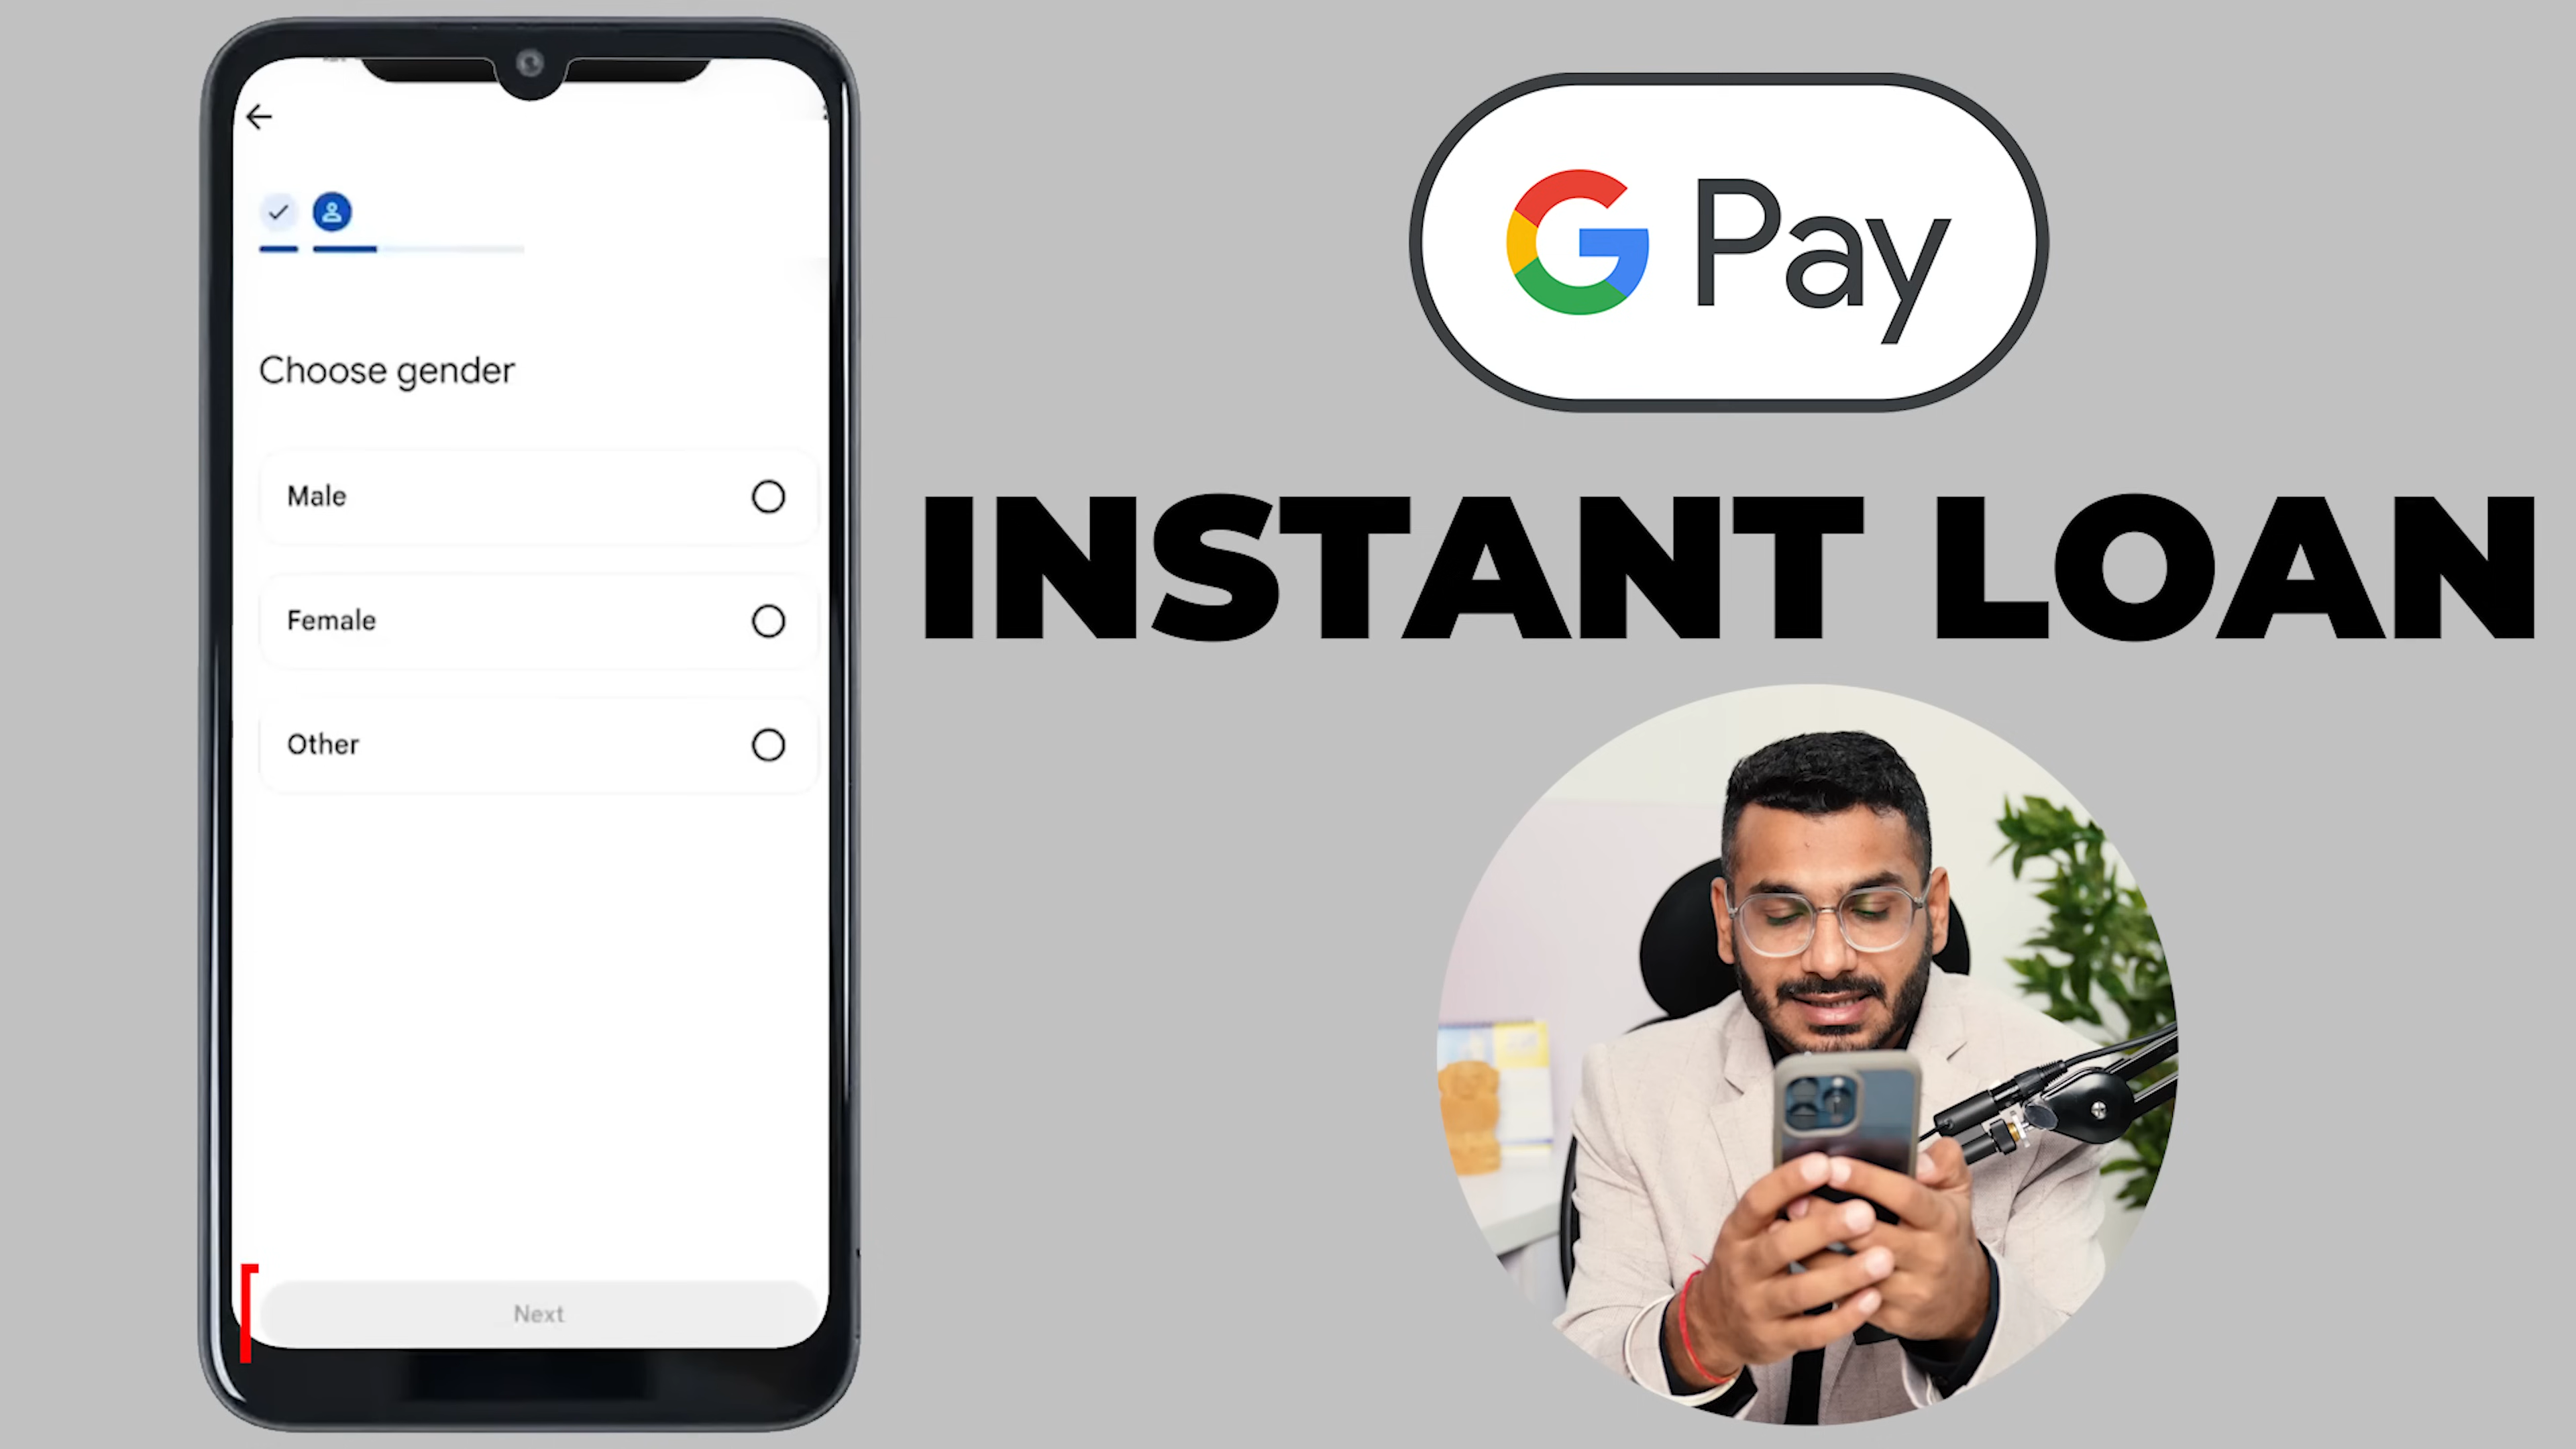 Choose gender
Male
Female
Other
Next
G Pay
INSTANT LOAN